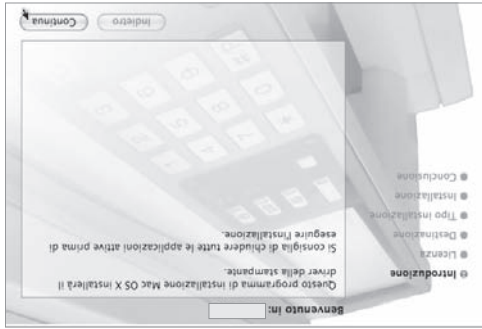 Benvenuto in:
Introduzione
Licenza
Destinazione
Tipo installazione
Installazione
Conclusione
Questo programma di installazione Mac OS X installerà il
driver della stampante.
Si consiglia di chiudere tutte le applicazioni attive prima di
eseguire l'installazione.
Indietro
Continua